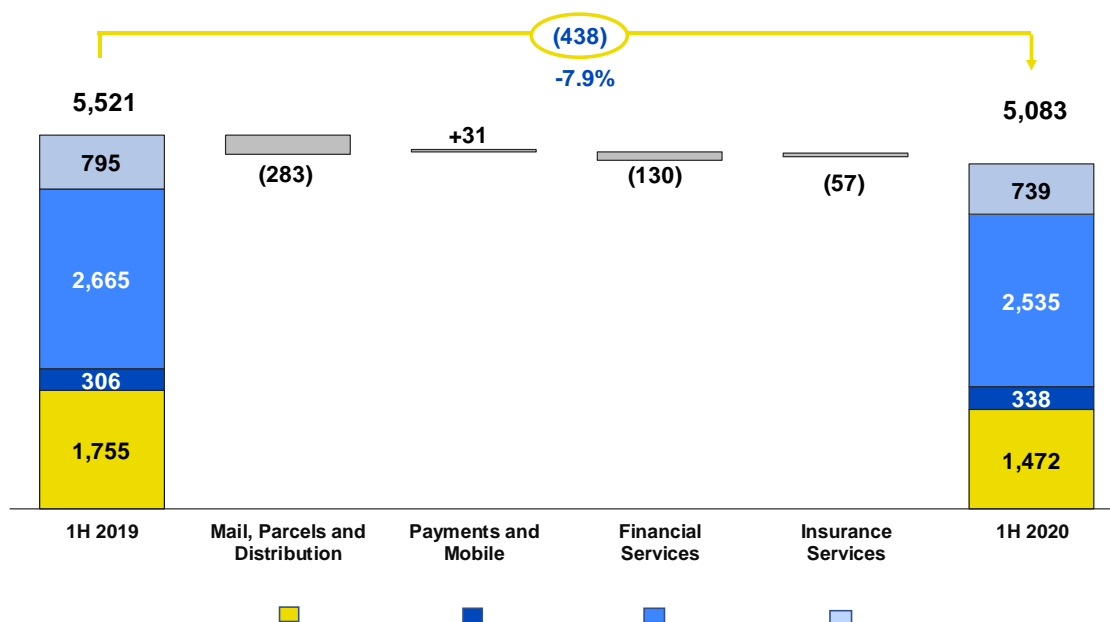 (438)
-7.9%
5,521
5,083
+31
(283)
(130)
(57)
795
739
2,665
2,535
306
338
1,755
1,472
1H 2019
Mail, Parcels and
Distribution
Payments and
Mobile
Financial
Services
Insurance
Services
1H 2020